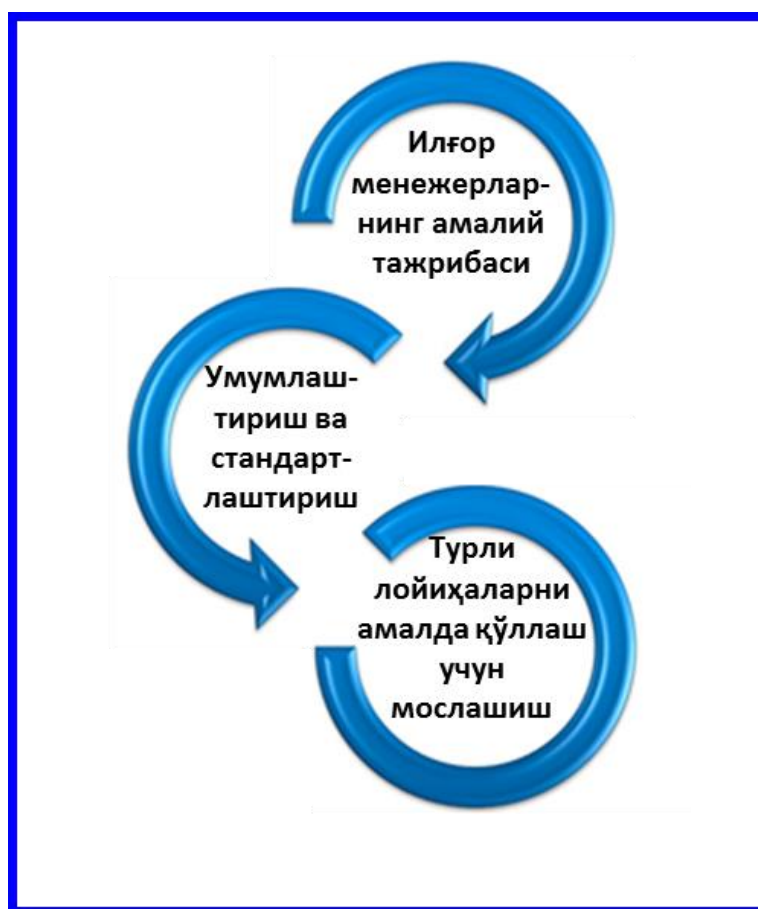 Илғор
менежерлар-
нинг амалий
тажрибаси
Умумлаш-
тириш ва
стандарт-
лаштириш
Турли
лойиҳаларни
амалда қўллаш
учун
мослашиш